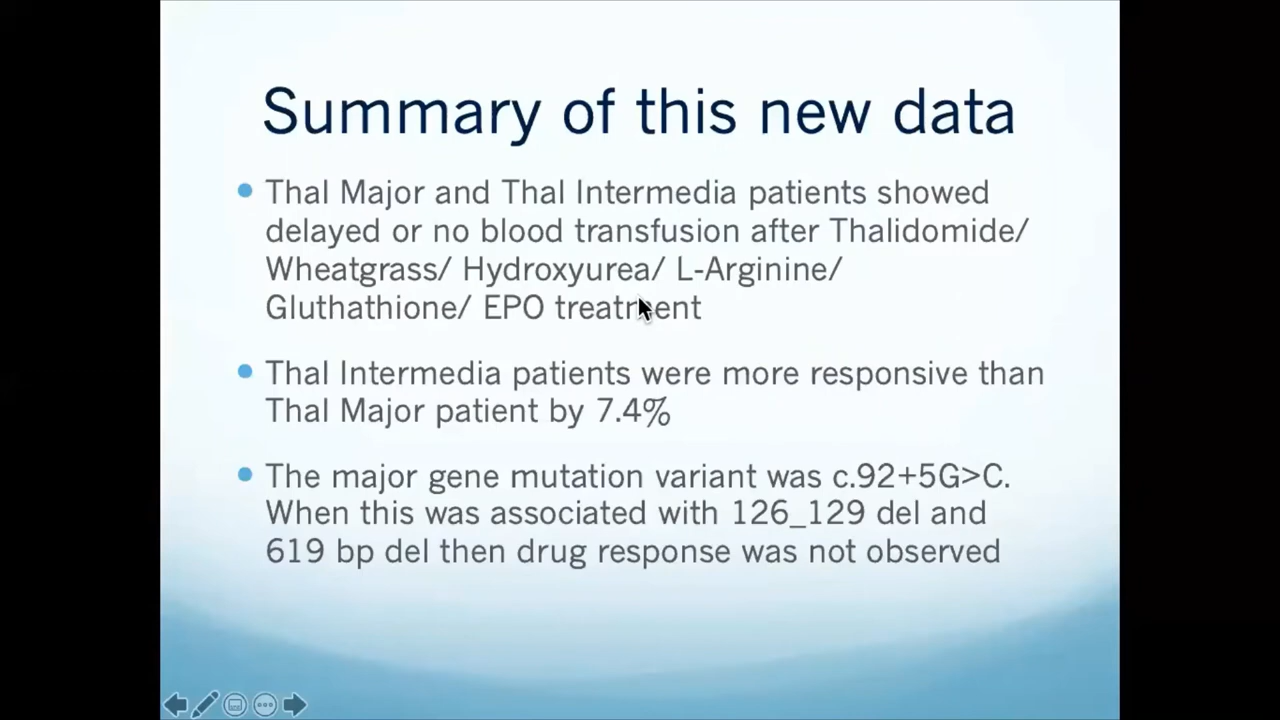 Summary of this new data
• Thal Major and Thal Intermedia patients showed
delayed or no blood transfusion after Thalidomide/
Wheatgrass/ Hydroxyurea/ L-Arginine/
Gluthathione/ EPO treatment
• Thal Intermedia patients were more responsive than
Thal Major patient by 7.4%
• The major gene mutation variant was c.92+5G>C.
When this was associated with 126_129 del and
619 bp del then drug response was not observed